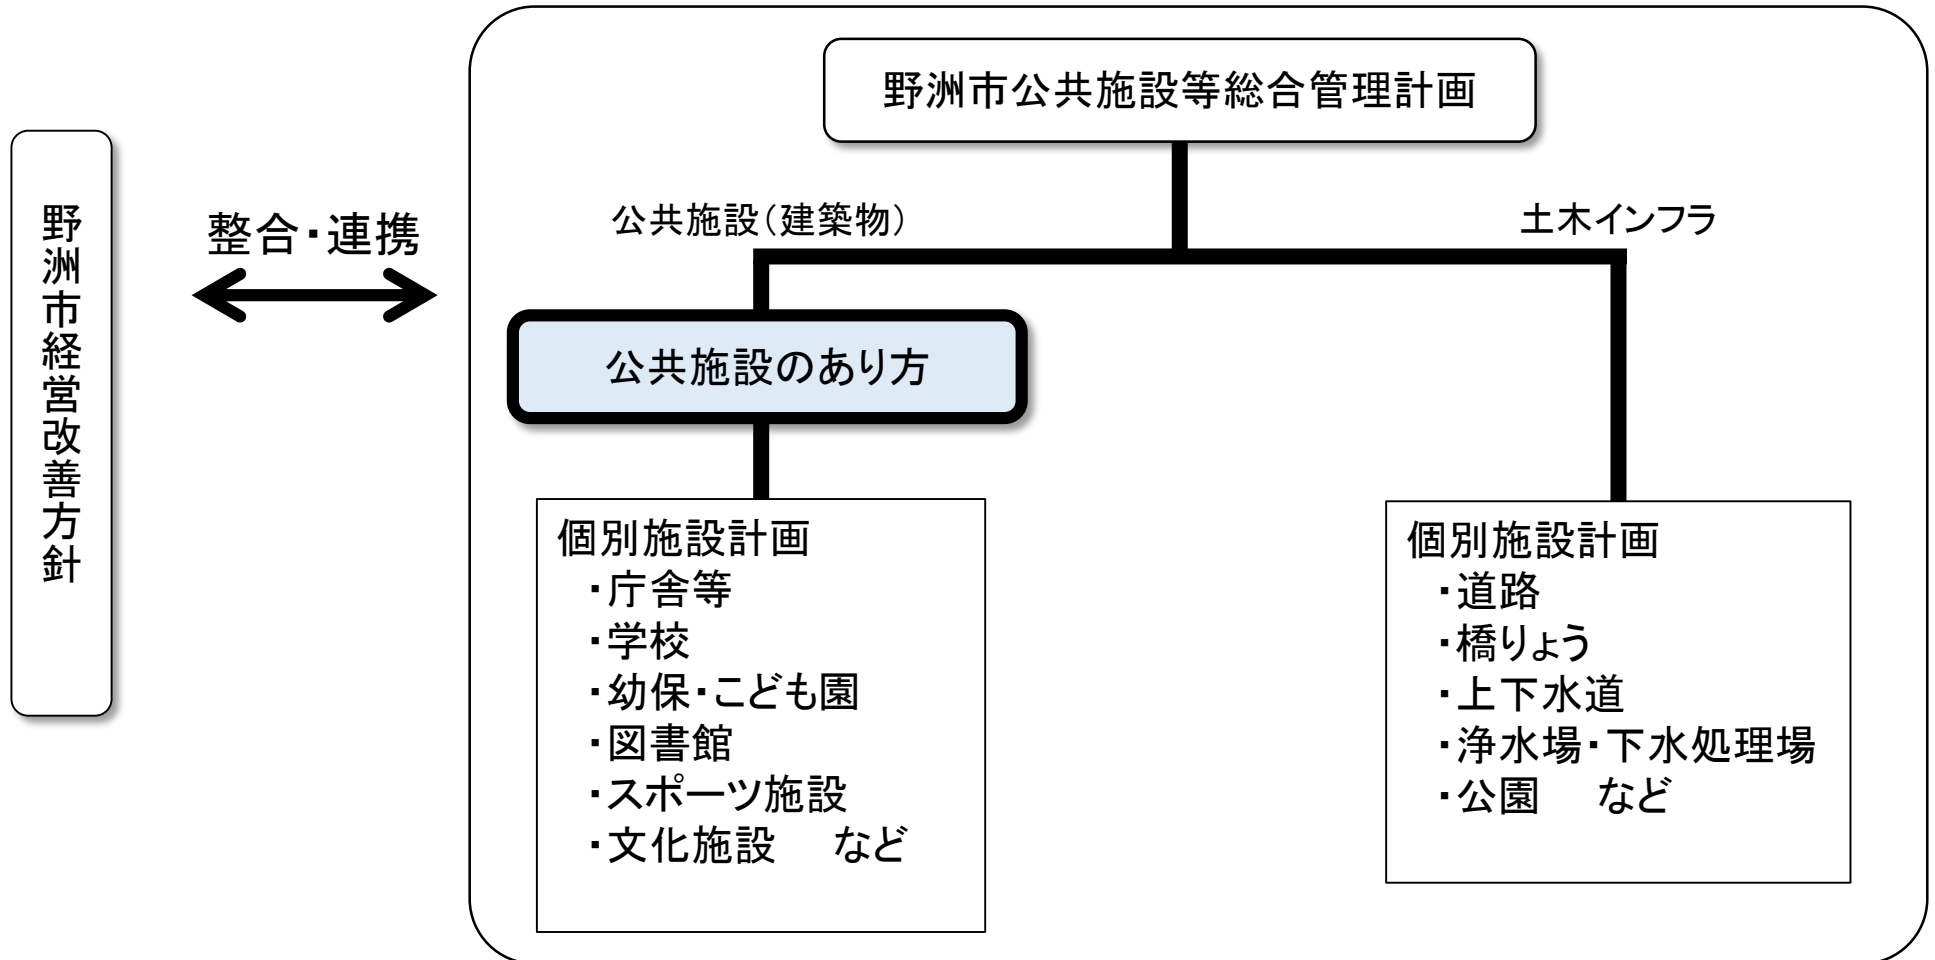 野洲市経営改善方針
整合・連携
野洲市公共施設等総合管理計画
公共施設（建築物）
土木インフラ
公共施設のあり方
個別施設計画
・庁舎等
・学校
・幼保・こども園
・図書館
・スポーツ施設
・文化施設　など
個別施設計画
・道路
・橋りょう
・上下水道
・浄水場・下水処理場
・公園　など